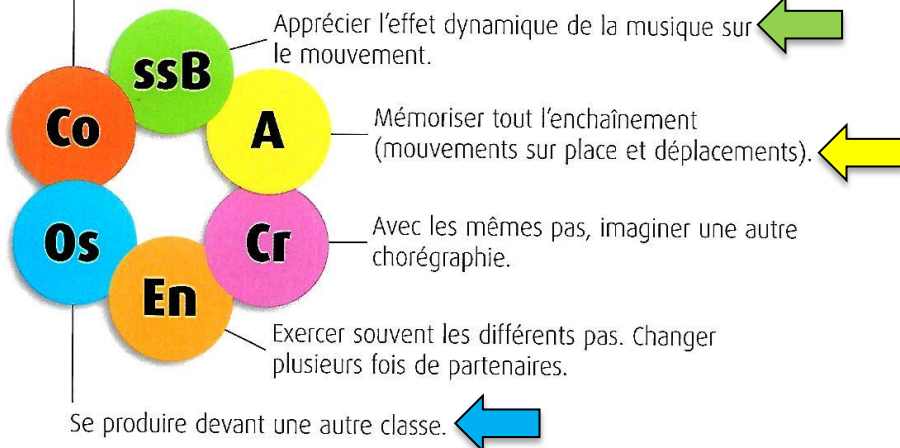 Apprécier l'effet dynamique de la musique sur
le mouvement.
ssB
Co
A
Mémoriser tout l'enchaînement
(mouvements sur place et déplacements).
Os
Cr
Avec les mêmes pas, imaginer une autre
chorégraphie.
En
Exercer souvent les différents pas. Changer
plusieurs fois de partenaires.
Se produire devant une autre classe.